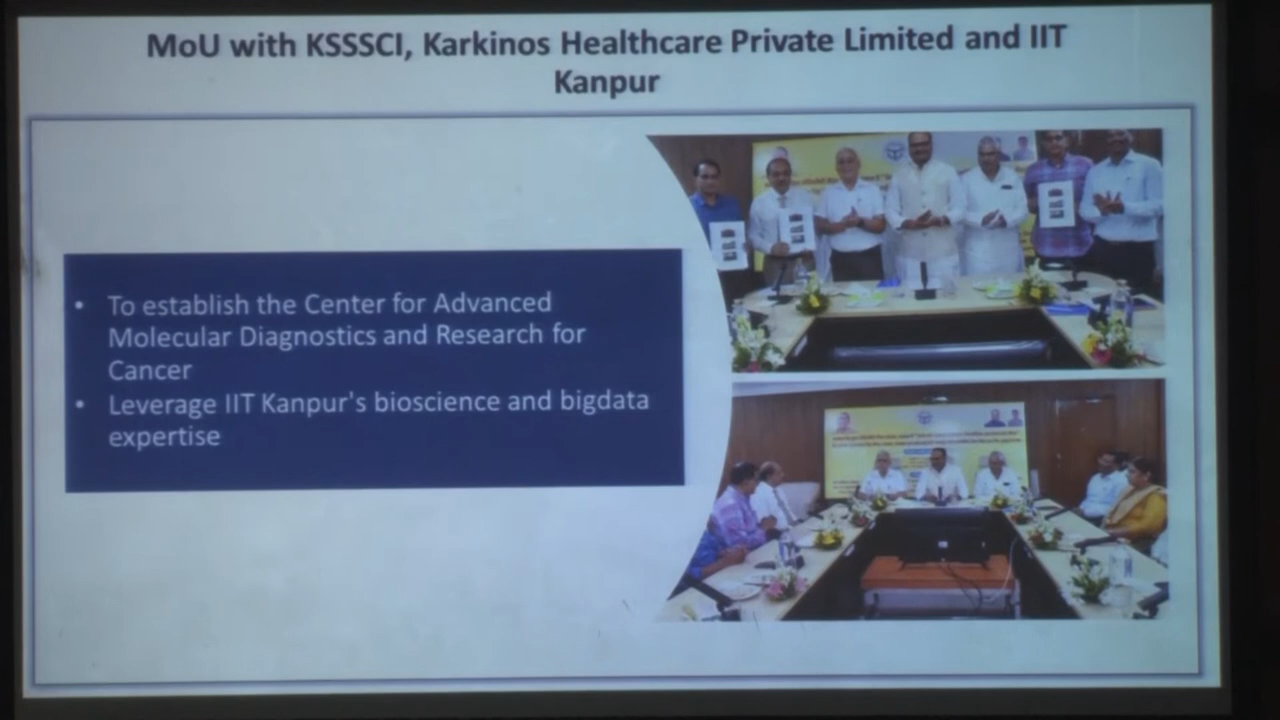 MoU with KSSSCI, Karkinos Healthcare Private Limited and IIT
Kanpur
• To establish the Center for Advanced
Molecular Diagnostics and Research for
Cancer
• Leverage IIT Kanpur's bioscience and bigdata
expertise